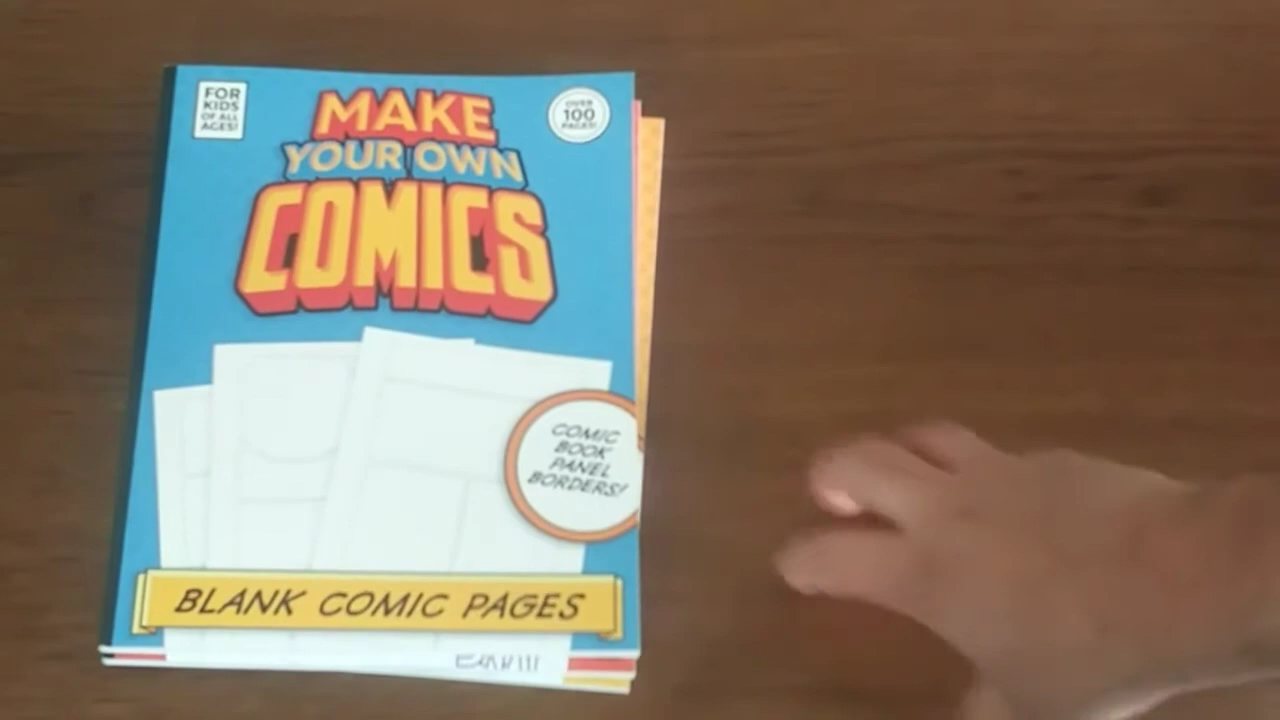 FOR
KIDS
OF ALL
AGES!
MAKE
YOUR OWN
COMICS
OVER
100
PAGES!
COMIC
BOOK
PANEL
BORDERS!
BLANK COMIC PAGES